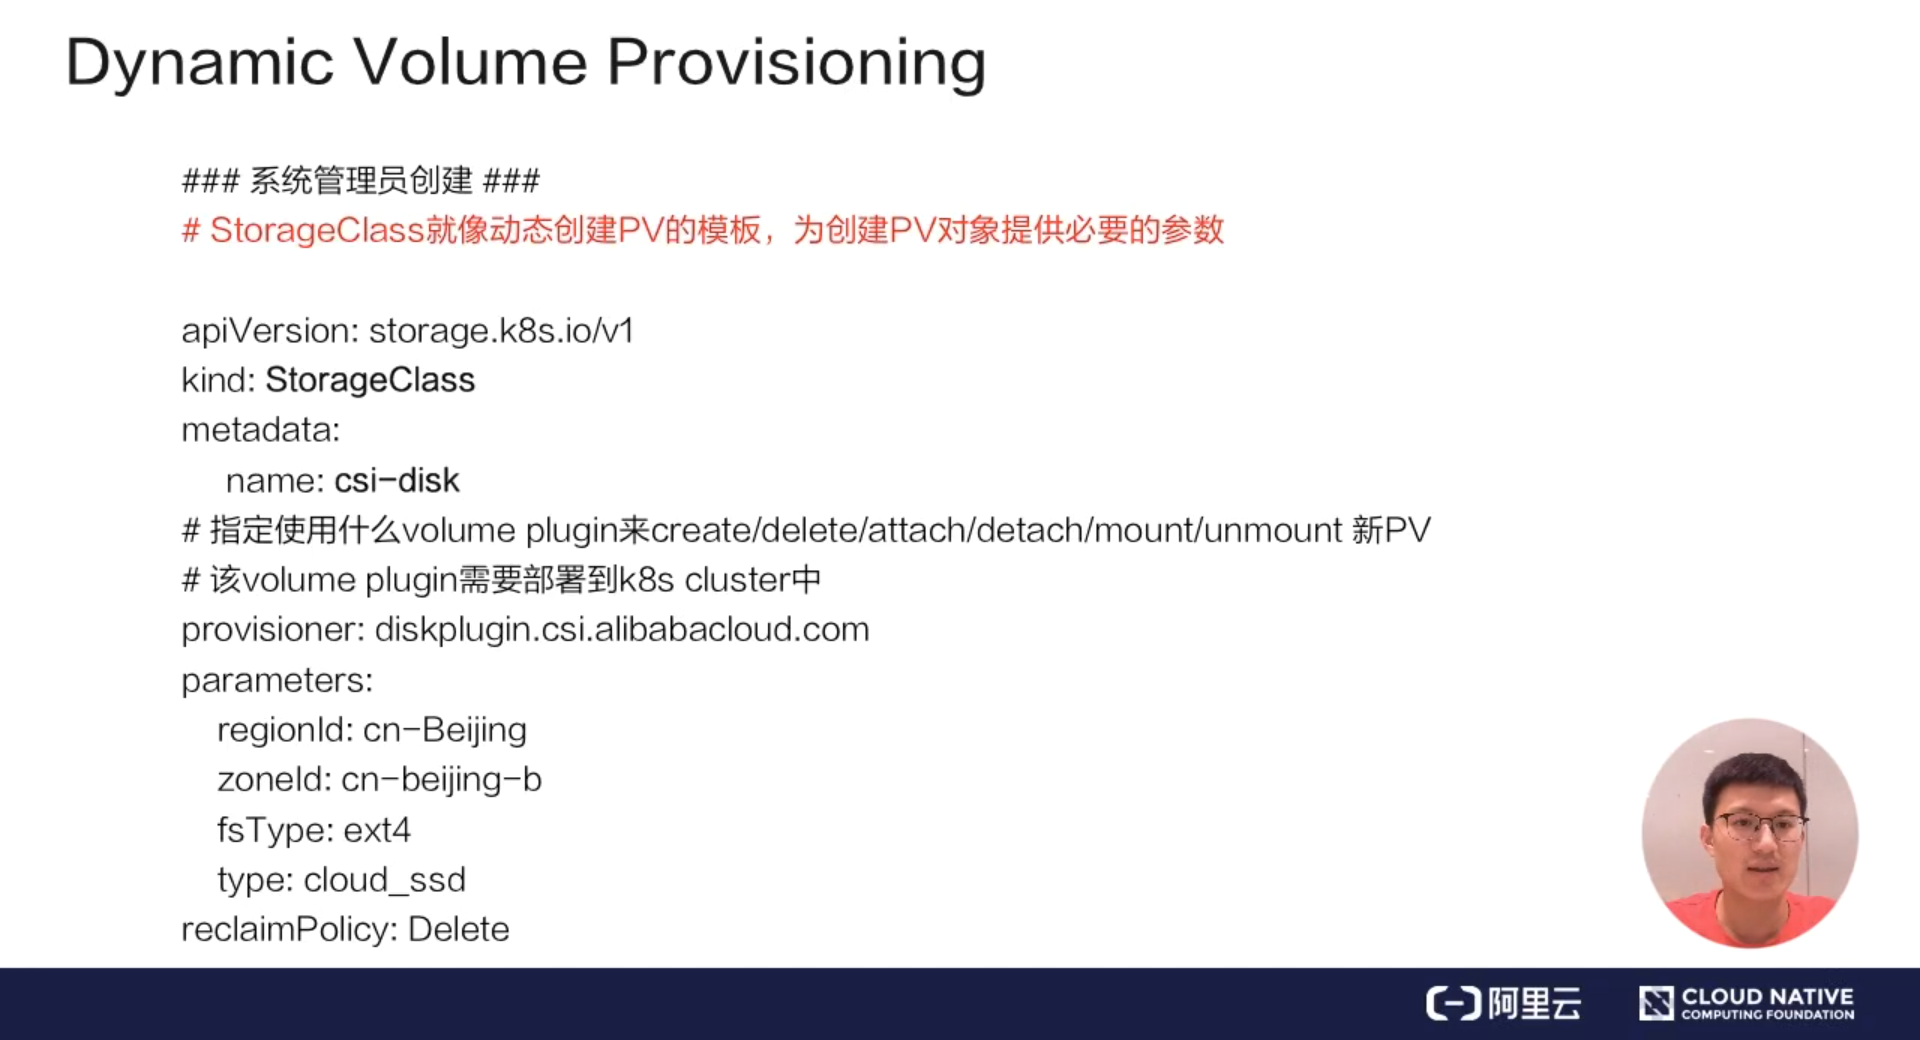 Dynamic Volume Provisioning
### 系统管理员创建 ###
# StorageClass就像动态创建PV的模板，为创建PV对象提供必要的参数
apiVersion: storage.k8s.io/v1
kind: StorageClass
metadata:
name: csi-disk
# 指定使用什么volume plugin来create/delete/attach/detach/mount/unmount 新PV
# 该volume plugin需要部署到k8s cluster中
provisioner: diskplugin.csi.alibabacloud.com
parameters:
regionId: cn-Beijing
zoneId: cn-beijing-b
fsType: ext4
type: cloud_ssd
reclaimPolicy: Delete
阿里云
CLOUD NATIVE
COMPUTING FOUNDATION